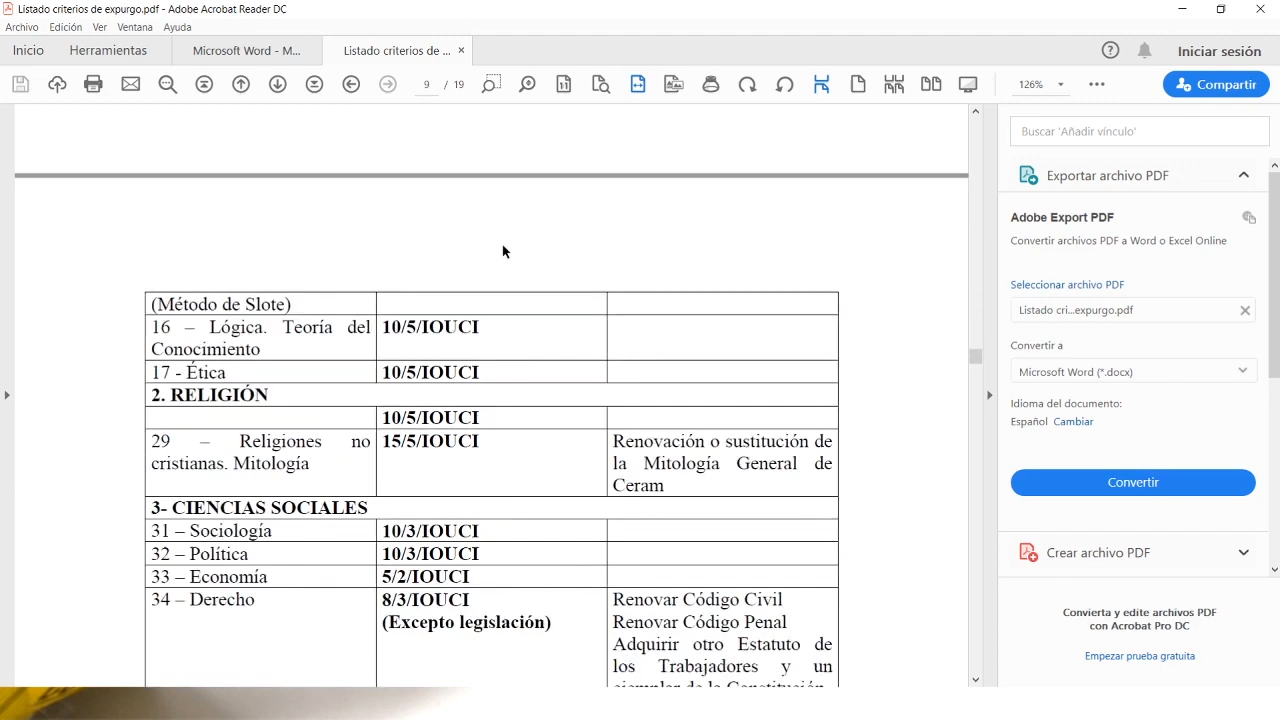 Listado criterios de expurgo.pdf - Adobe Acrobat Reader DC
Archivo Edición Ver Ventana Ayuda
Inicio Herramientas Microsoft Word - M... Listado criterios de ... × Iniciar sesión
9 / 19 126% Compartir
Buscar 'Añadir vínculo'
Exportar archivo PDF
Adobe Export PDF
Convertir archivos PDF a Word o Excel Online
Seleccionar archivo PDF
Listado cri...expurgo.pdf
Convertir a
Microsoft Word (*.docx)
Idioma del documento:
Español Cambiar
Convertir
Crear archivo PDF
Convierta y edite archivos PDF
con Acrobat Pro DC
Empezar prueba gratuita
(Método de Slote)
16 – Lógica. Teoría del 10/5/IOUCI
Conocimiento
17 - Ética 10/5/IOUCI
2. RELIGIÓN
10/5/IOUCI
29 – Religiones no 15/5/IOUCI Renovación o sustitución de
cristianas. Mitología la Mitología General de
Ceram
3- CIENCIAS SOCIALES
31 – Sociología 10/3/IOUCI
32 – Política 10/3/IOUCI
33 – Economía 5/2/IOUCI
34 – Derecho 8/3/IOUCI Renovar Código Civil
(Excepto legislación) Renovar Código Penal
Adquirir otro Estatuto de
los Trabajadores y un
ejemplar de la Constitución